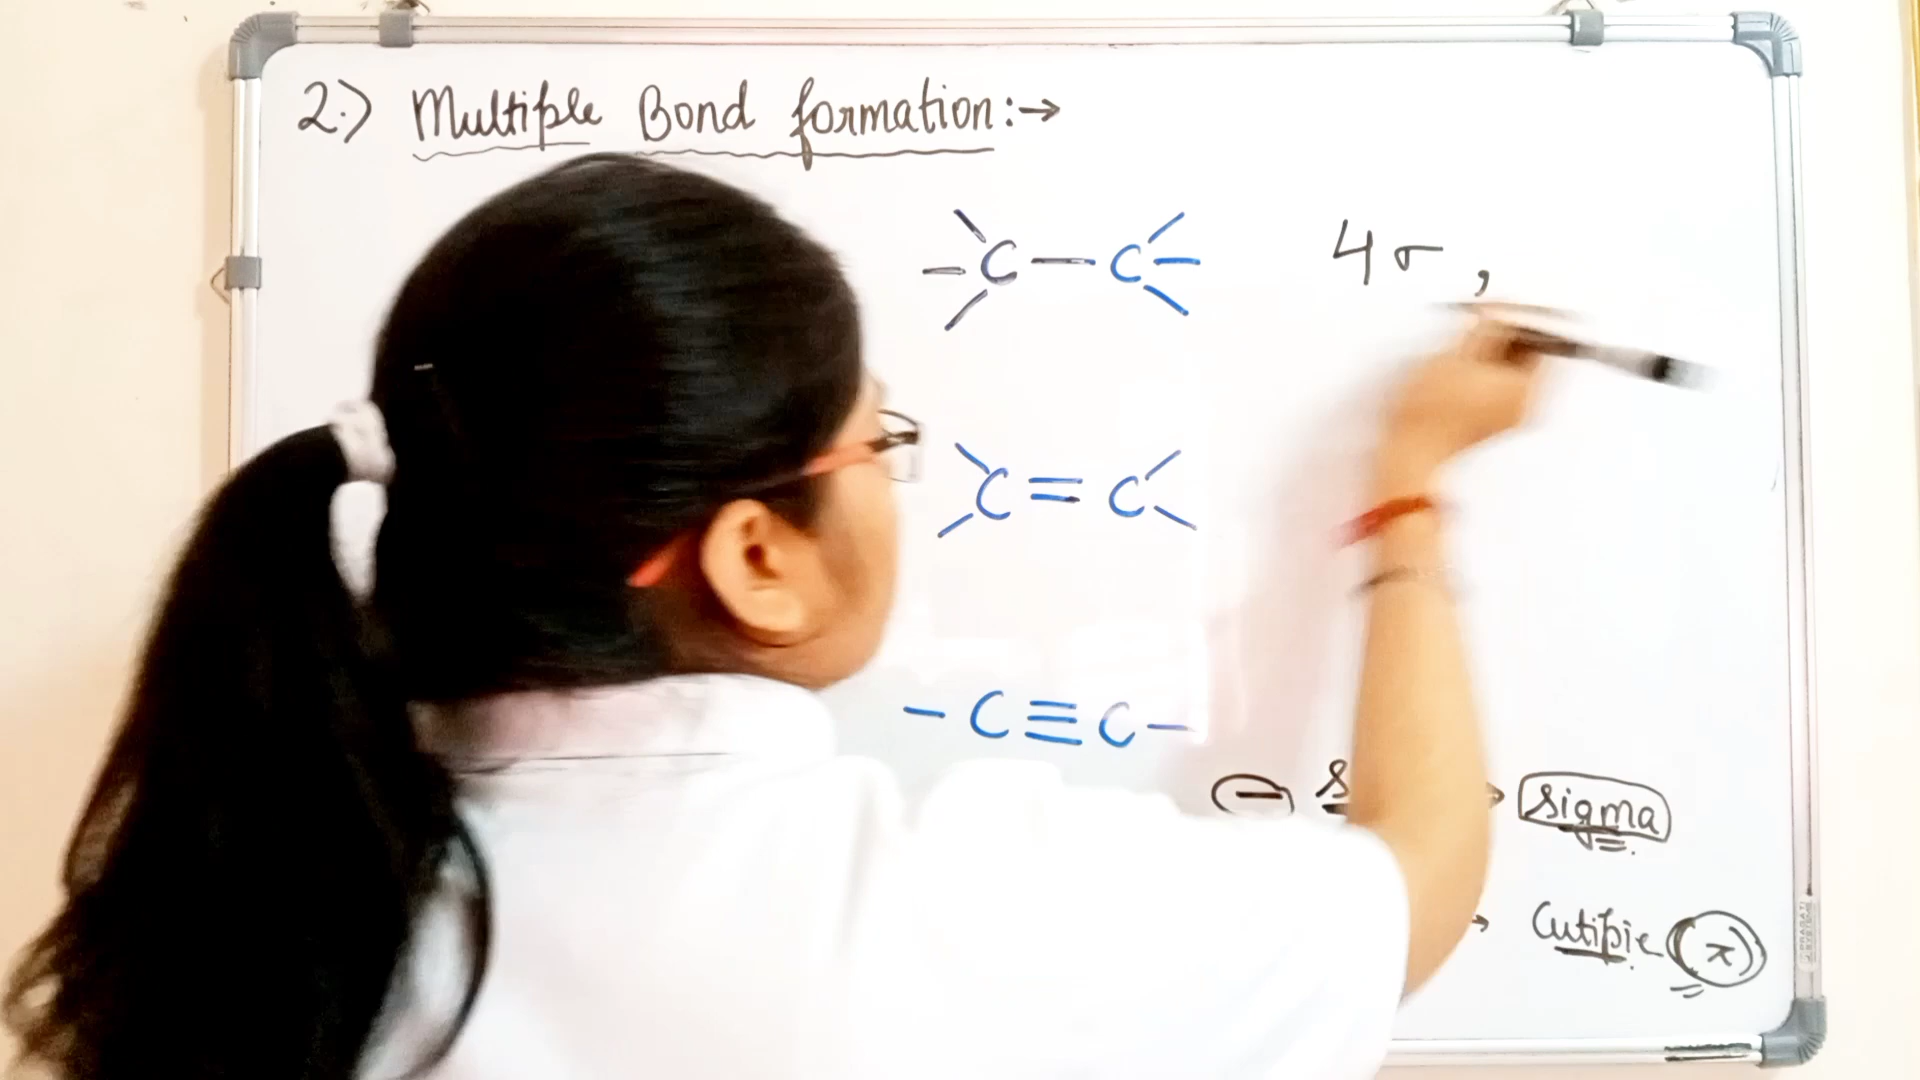 2.) Multiple Bond formation:→
C — C 4σ ,
C = C
– C ≡ C –
sigma
Cutipie π